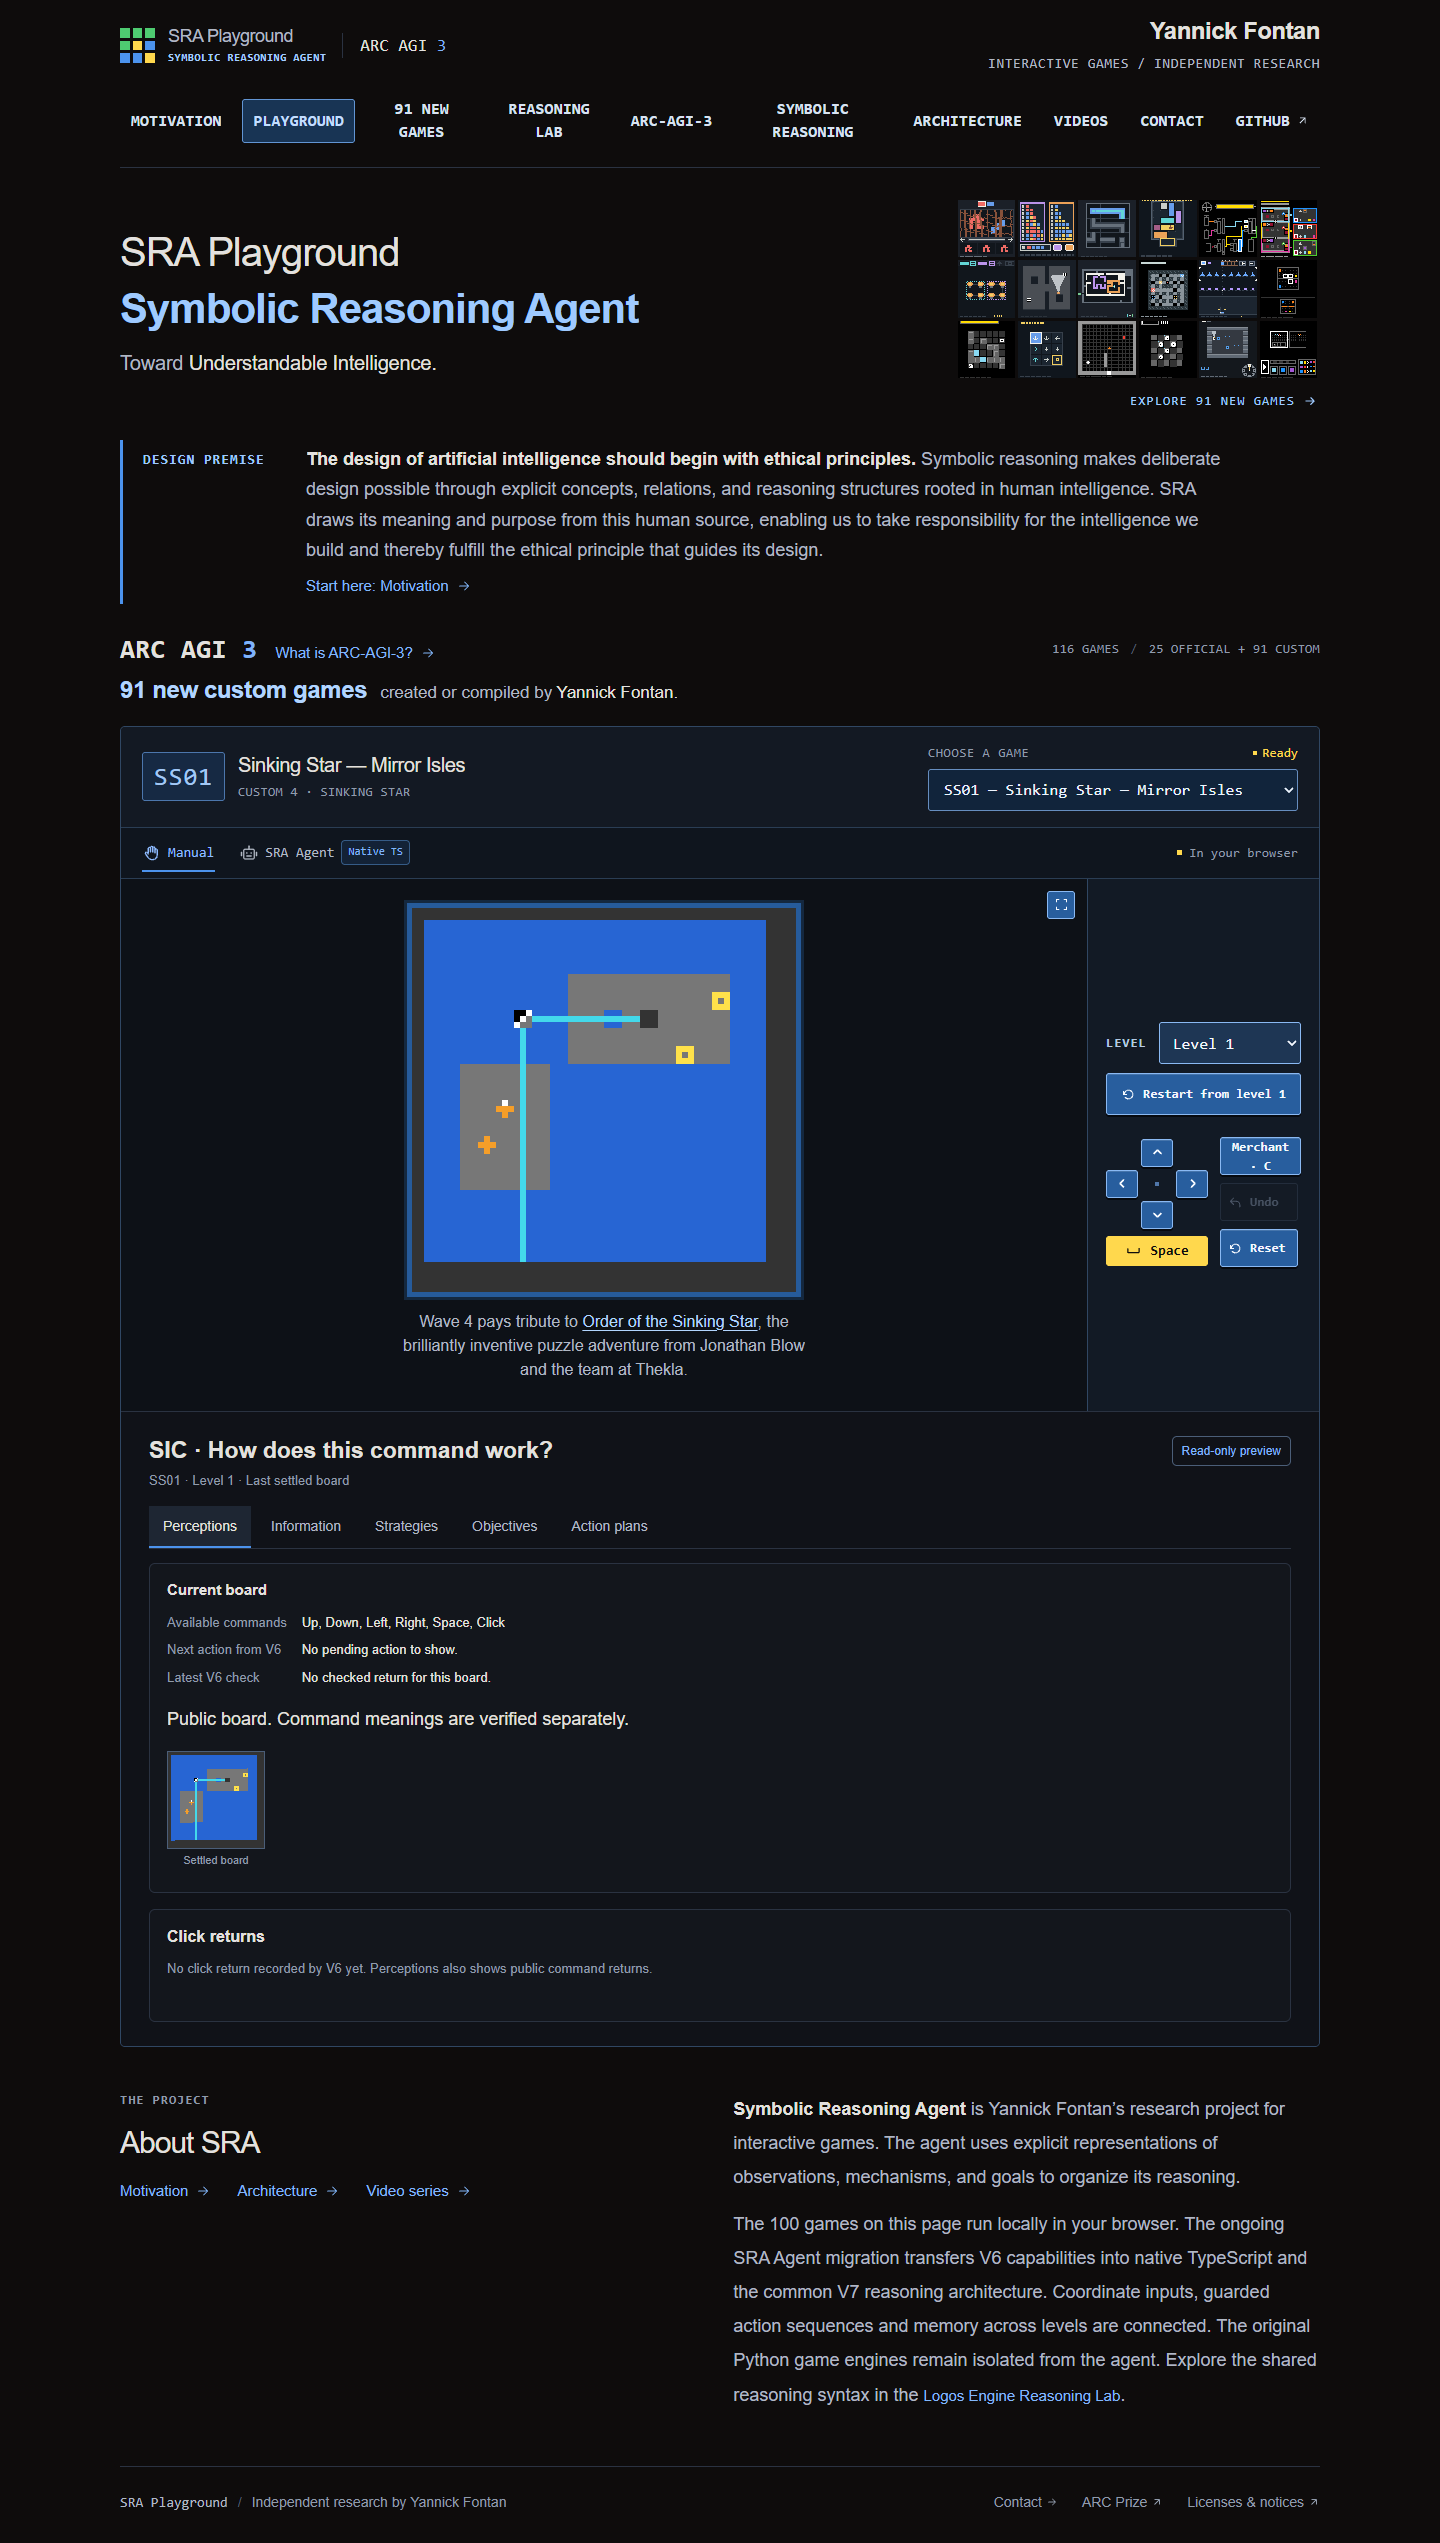 SRA Playground
SYMBOLIC REASONING AGENT
ARC AGI 3
Yannick Fontan
INTERACTIVE GAMES / INDEPENDENT RESEARCH
MOTIVATION
PLAYGROUND
91 NEW
GAMES
REASONING
LAB
ARC-AGI-3
SYMBOLIC
REASONING
ARCHITECTURE
VIDEOS
CONTACT
GITHUB ↗
SRA Playground
Symbolic Reasoning Agent
Toward Understandable Intelligence.
EXPLORE 91 NEW GAMES →
DESIGN PREMISE
The design of artificial intelligence should begin with ethical principles. Symbolic reasoning makes deliberate
design possible through explicit concepts, relations, and reasoning structures rooted in human intelligence. SRA
draws its meaning and purpose from this human source, enabling us to take responsibility for the intelligence we
build and thereby fulfill the ethical principle that guides its design.
Start here: Motivation →
ARC AGI 3 What is ARC-AGI-3? →
116 GAMES / 25 OFFICIAL + 91 CUSTOM
91 new custom games created or compiled by Yannick Fontan.
SS01
Sinking Star — Mirror Isles
CUSTOM 4 · SINKING STAR
CHOOSE A GAME
Ready
SS01 — Sinking Star — Mirror Isles
Manual
SRA Agent
Native TS
In your browser
LEVEL
Level 1
Restart from level 1
Merchant
· C
Undo
Space
Reset
Wave 4 pays tribute to Order of the Sinking Star, the
brilliantly inventive puzzle adventure from Jonathan Blow
and the team at Thekla.
SIC · How does this command work?
Read-only preview
SS01 · Level 1 · Last settled board
Perceptions
Information
Strategies
Objectives
Action plans
Current board
Available commands Up, Down, Left, Right, Space, Click
Next action from V6 No pending action to show.
Latest V6 check No checked return for this board.
Public board. Command meanings are verified separately.
Settled board
Click returns
No click return recorded by V6 yet. Perceptions also shows public command returns.
THE PROJECT
About SRA
Motivation →
Architecture →
Video series →
Symbolic Reasoning Agent is Yannick Fontan’s research project for
interactive games. The agent uses explicit representations of
observations, mechanisms, and goals to organize its reasoning.
The 100 games on this page run locally in your browser. The ongoing
SRA Agent migration transfers V6 capabilities into native TypeScript and
the common V7 reasoning architecture. Coordinate inputs, guarded
action sequences and memory across levels are connected. The original
Python game engines remain isolated from the agent. Explore the shared
reasoning syntax in the Logos Engine Reasoning Lab.
SRA Playground / Independent research by Yannick Fontan
Contact →
ARC Prize ↗
Licenses & notices ↗